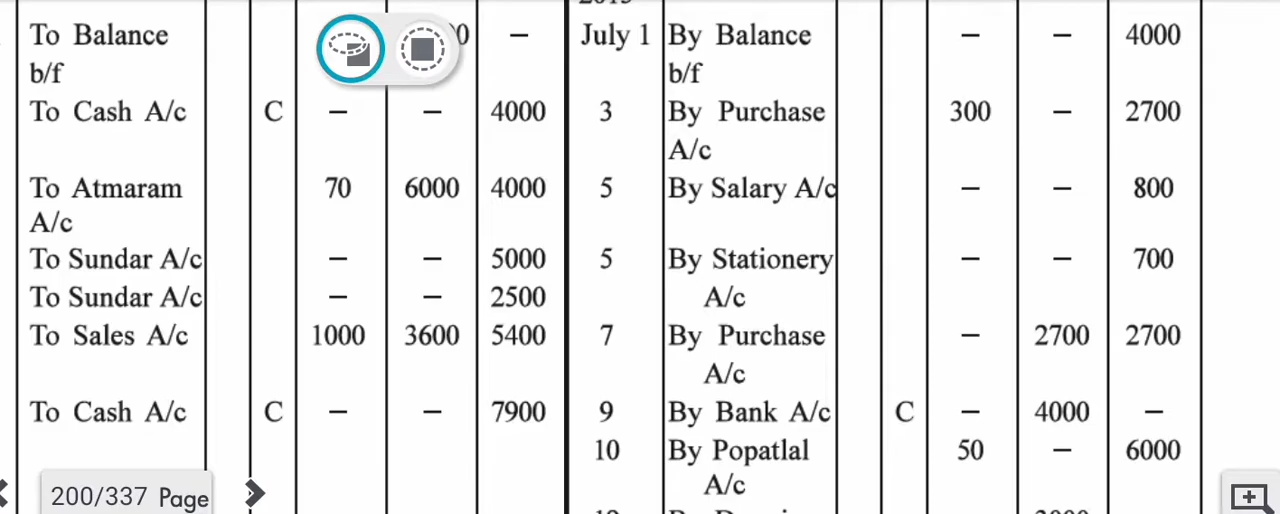 2015
To Balance 0 – July 1 By Balance – – 4000
b/f b/f
To Cash A/c C – – 4000 3 By Purchase 300 – 2700
A/c
To Atmaram 70 6000 4000 5 By Salary A/c – – 800
A/c
To Sundar A/c – – 5000 5 By Stationery – – 700
To Sundar A/c – – 2500 A/c
To Sales A/c 1000 3600 5400 7 By Purchase – 2700 2700
A/c
To Cash A/c C – – 7900 9 By Bank A/c C – 4000 –
10 By Popatlal 50 – 6000
A/c
200/337 Page